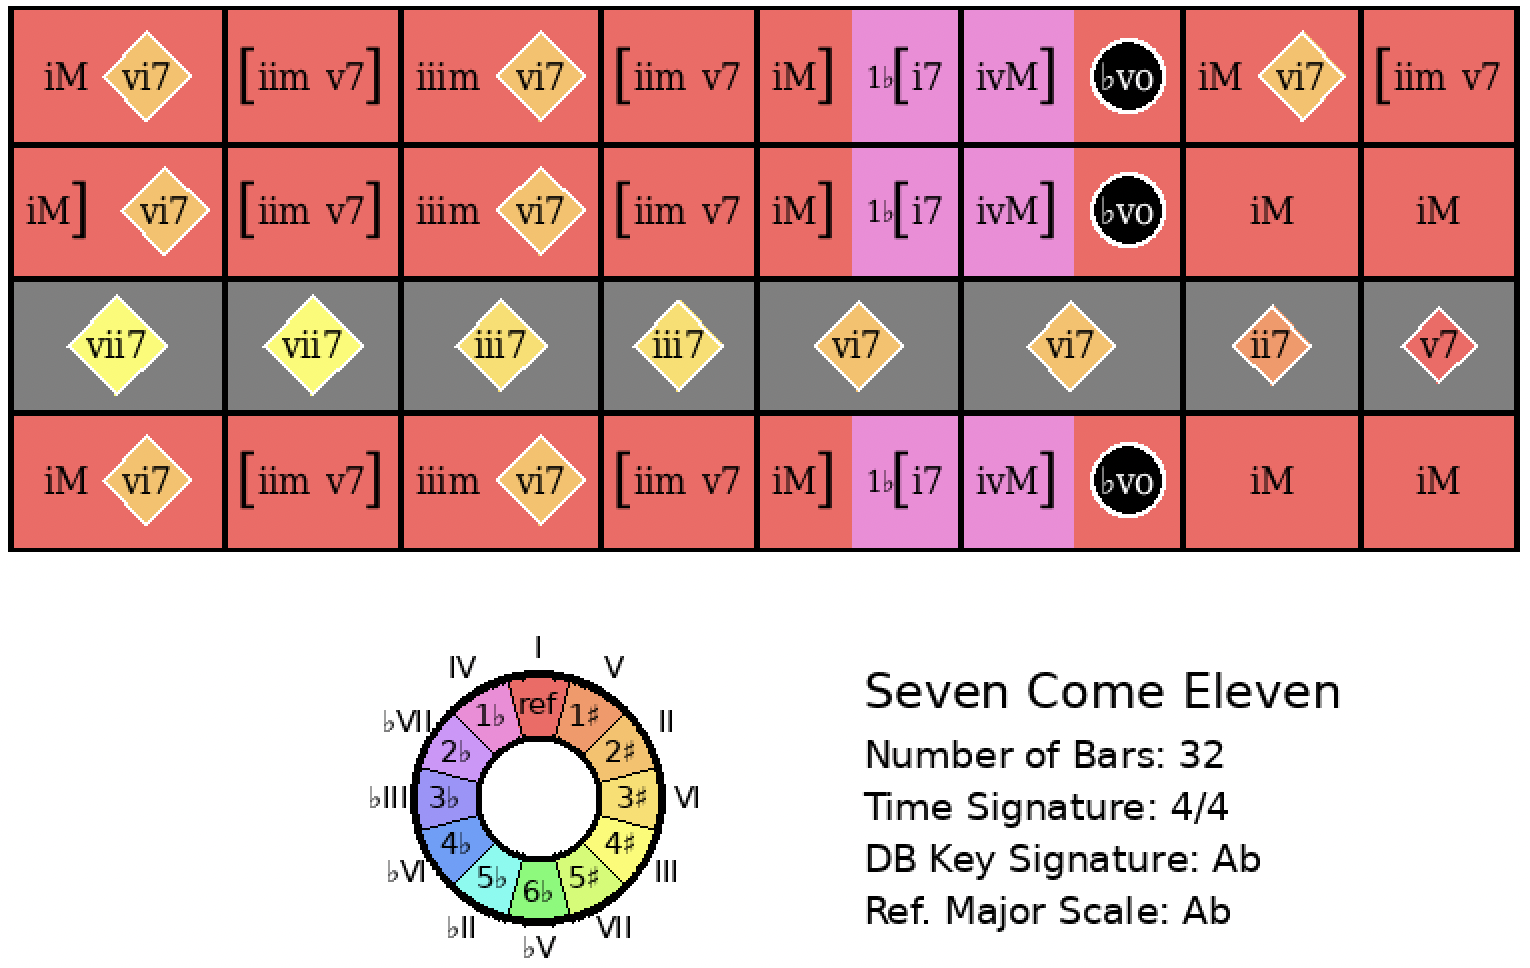 iM vi7 [iim v7] iiim vi7 [iim v7 iM] 1♭[i7 ivM] ♭vo iM vi7 [iim v7
iM] vi7 [iim v7] iiim vi7 [iim v7 iM] 1♭[i7 ivM] ♭vo iM iM
vii7 vii7 iii7 iii7 vi7 vi7 ii7 v7
iM vi7 [iim v7] iiim vi7 [iim v7 iM] 1♭[i7 ivM] ♭vo iM iM
I
IV V
♭VII II
♭III VI
♭VI III
♭II VII
♭V
ref
1♭ 1♯
2♭ 2♯
3♭ 3♯
4♭ 4♯
5♭ 5♯
6♭
Seven Come Eleven
Number of Bars: 32
Time Signature: 4/4
DB Key Signature: Ab
Ref. Major Scale: Ab